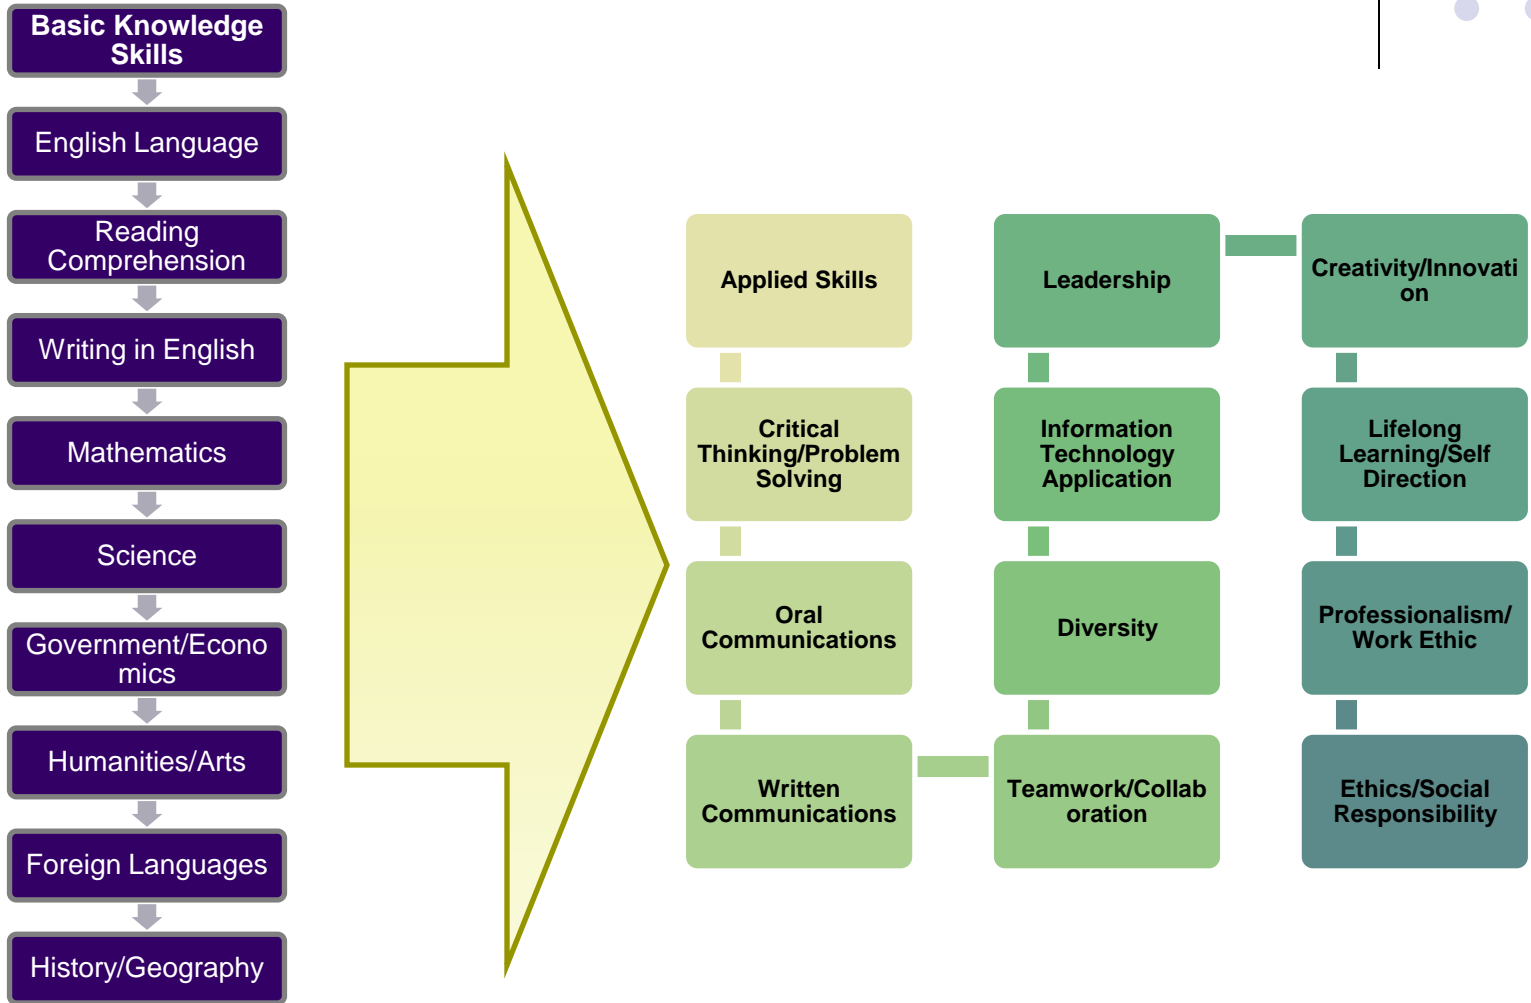 Basic Knowledge
Skills
English Language
Reading
Comprehension
Writing in English
Mathematics
Science
Government/Econo
mics
Humanities/Arts
Foreign Languages
History/Geography
Applied Skills
Critical
Thinking/Problem
Solving
Oral
Communications
Written
Communications
Teamwork/Collab
oration
Diversity
Information
Technology
Application
Leadership
Creativity/Innovati
on
Lifelong
Learning/Self
Direction
Professionalism/
Work Ethic
Ethics/Social
Responsibility